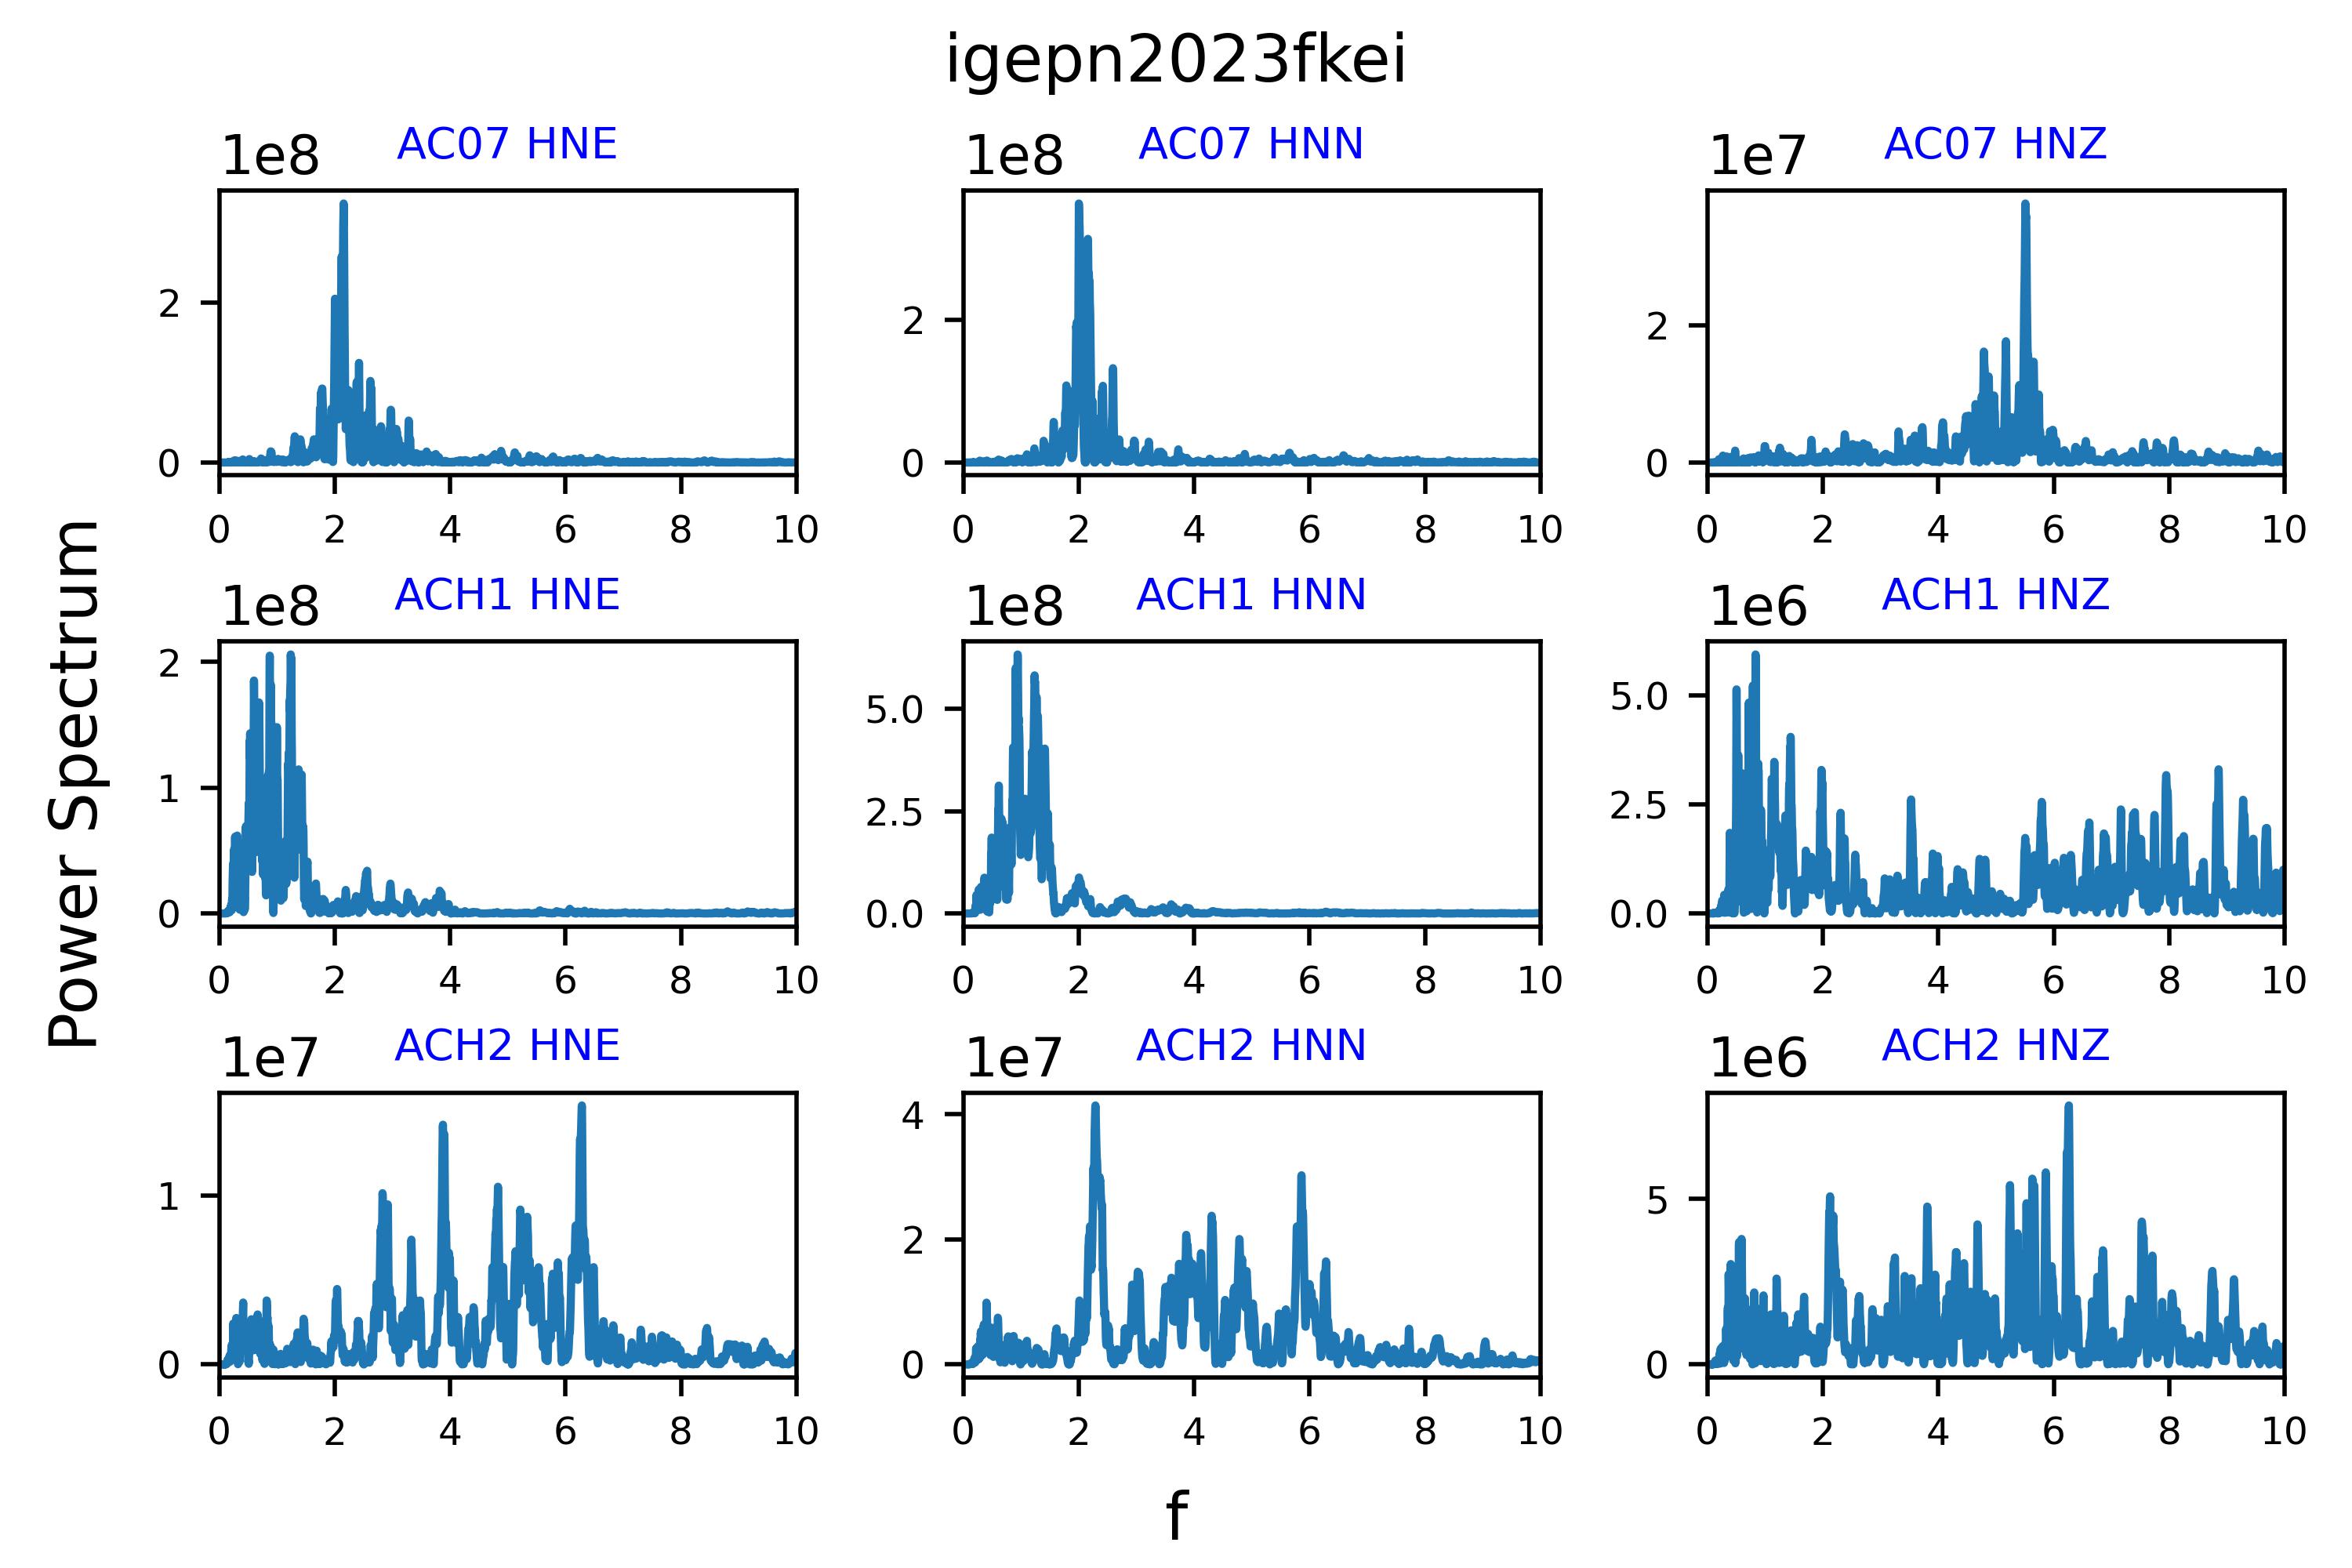 igepn2023fkei
1e8 AC07 HNE
1e8 AC07 HNN
1e7 AC07 HNZ
2
0
0 2 4 6 8 10
2
0
0 2 4 6 8 10
2
0
0 2 4 6 8 10
Power Spectrum
1e8 ACH1 HNE
1e8 ACH1 HNN
1e6 ACH1 HNZ
2
1
0
0 2 4 6 8 10
5.0
2.5
0.0
0 2 4 6 8 10
5.0
2.5
0.0
0 2 4 6 8 10
1e7 ACH2 HNE
1e7 ACH2 HNN
1e6 ACH2 HNZ
1
0
0 2 4 6 8 10
4
2
0
0 2 4 6 8 10
5
0
0 2 4 6 8 10
f